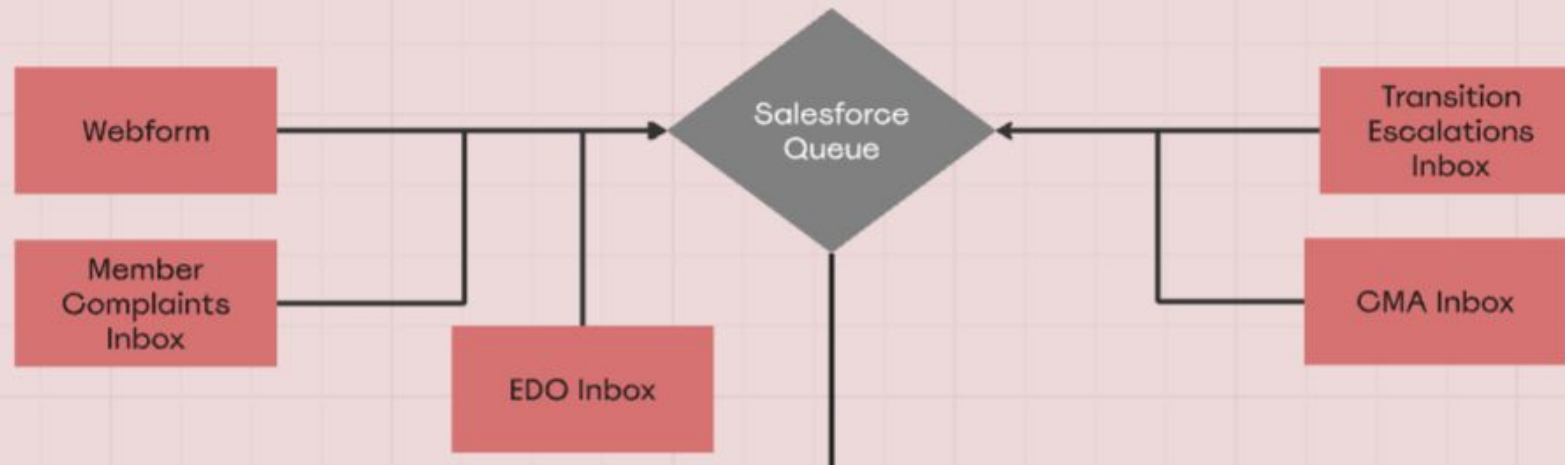 Webform
Salesforce
Queue
Transition
Escalations
Inbox
Member
Complaints
Inbox
CMA Inbox
EDO Inbox